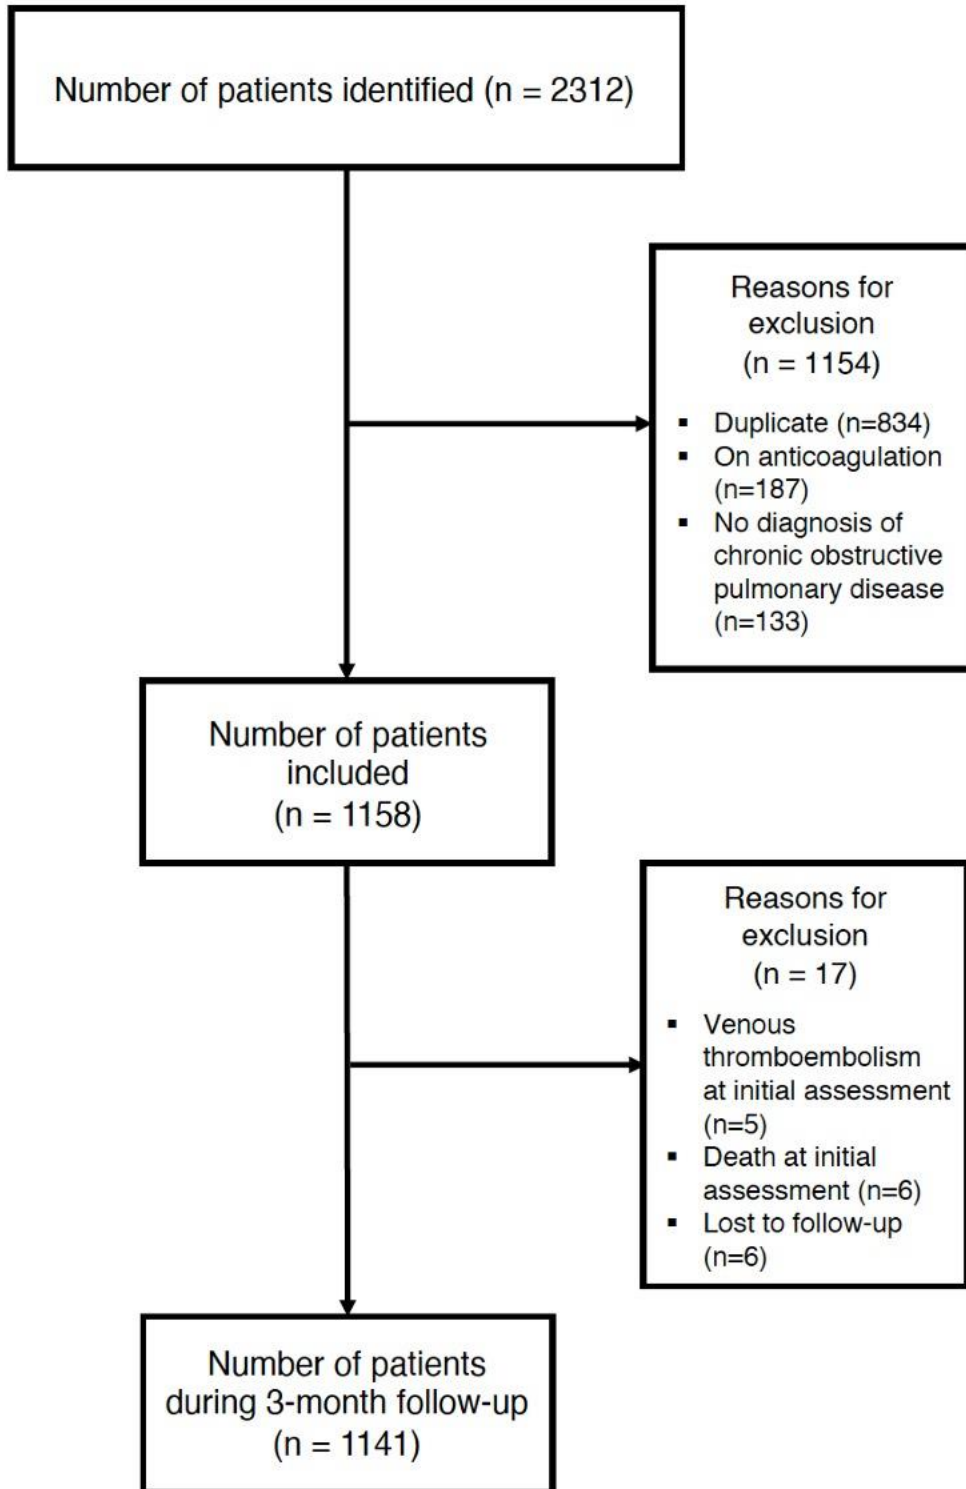 Number of patients identified (n = 2312)
Reasons for
exclusion
(n = 1154)
▪ Duplicate (n=834)
▪ On anticoagulation
(n=187)
▪ No diagnosis of
chronic obstructive
pulmonary disease
(n=133)
Number of patients
included
(n = 1158)
Reasons for
exclusion
(n = 17)
▪ Venous
thromboembolism
at initial assessment
(n=5)
▪ Death at initial
assessment (n=6)
▪ Lost to follow-up
(n=6)
Number of patients
during 3-month follow-up
(n = 1141)